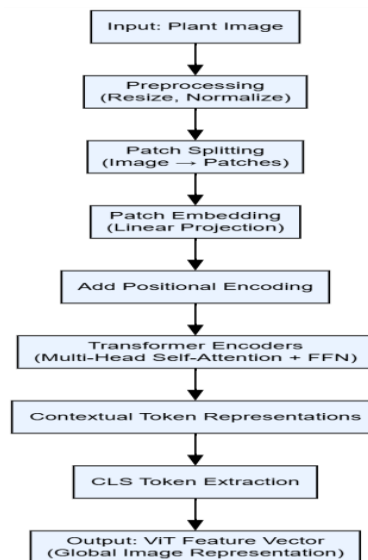 Input: Plant Image
Preprocessing
(Resize, Normalize)
Patch Splitting
(Image → Patches)
Patch Embedding
(Linear Projection)
Add Positional Encoding
Transformer Encoders
(Multi-Head Self-Attention + FFN)
Contextual Token Representations
CLS Token Extraction
Output: ViT Feature Vector
(Global Image Representation)